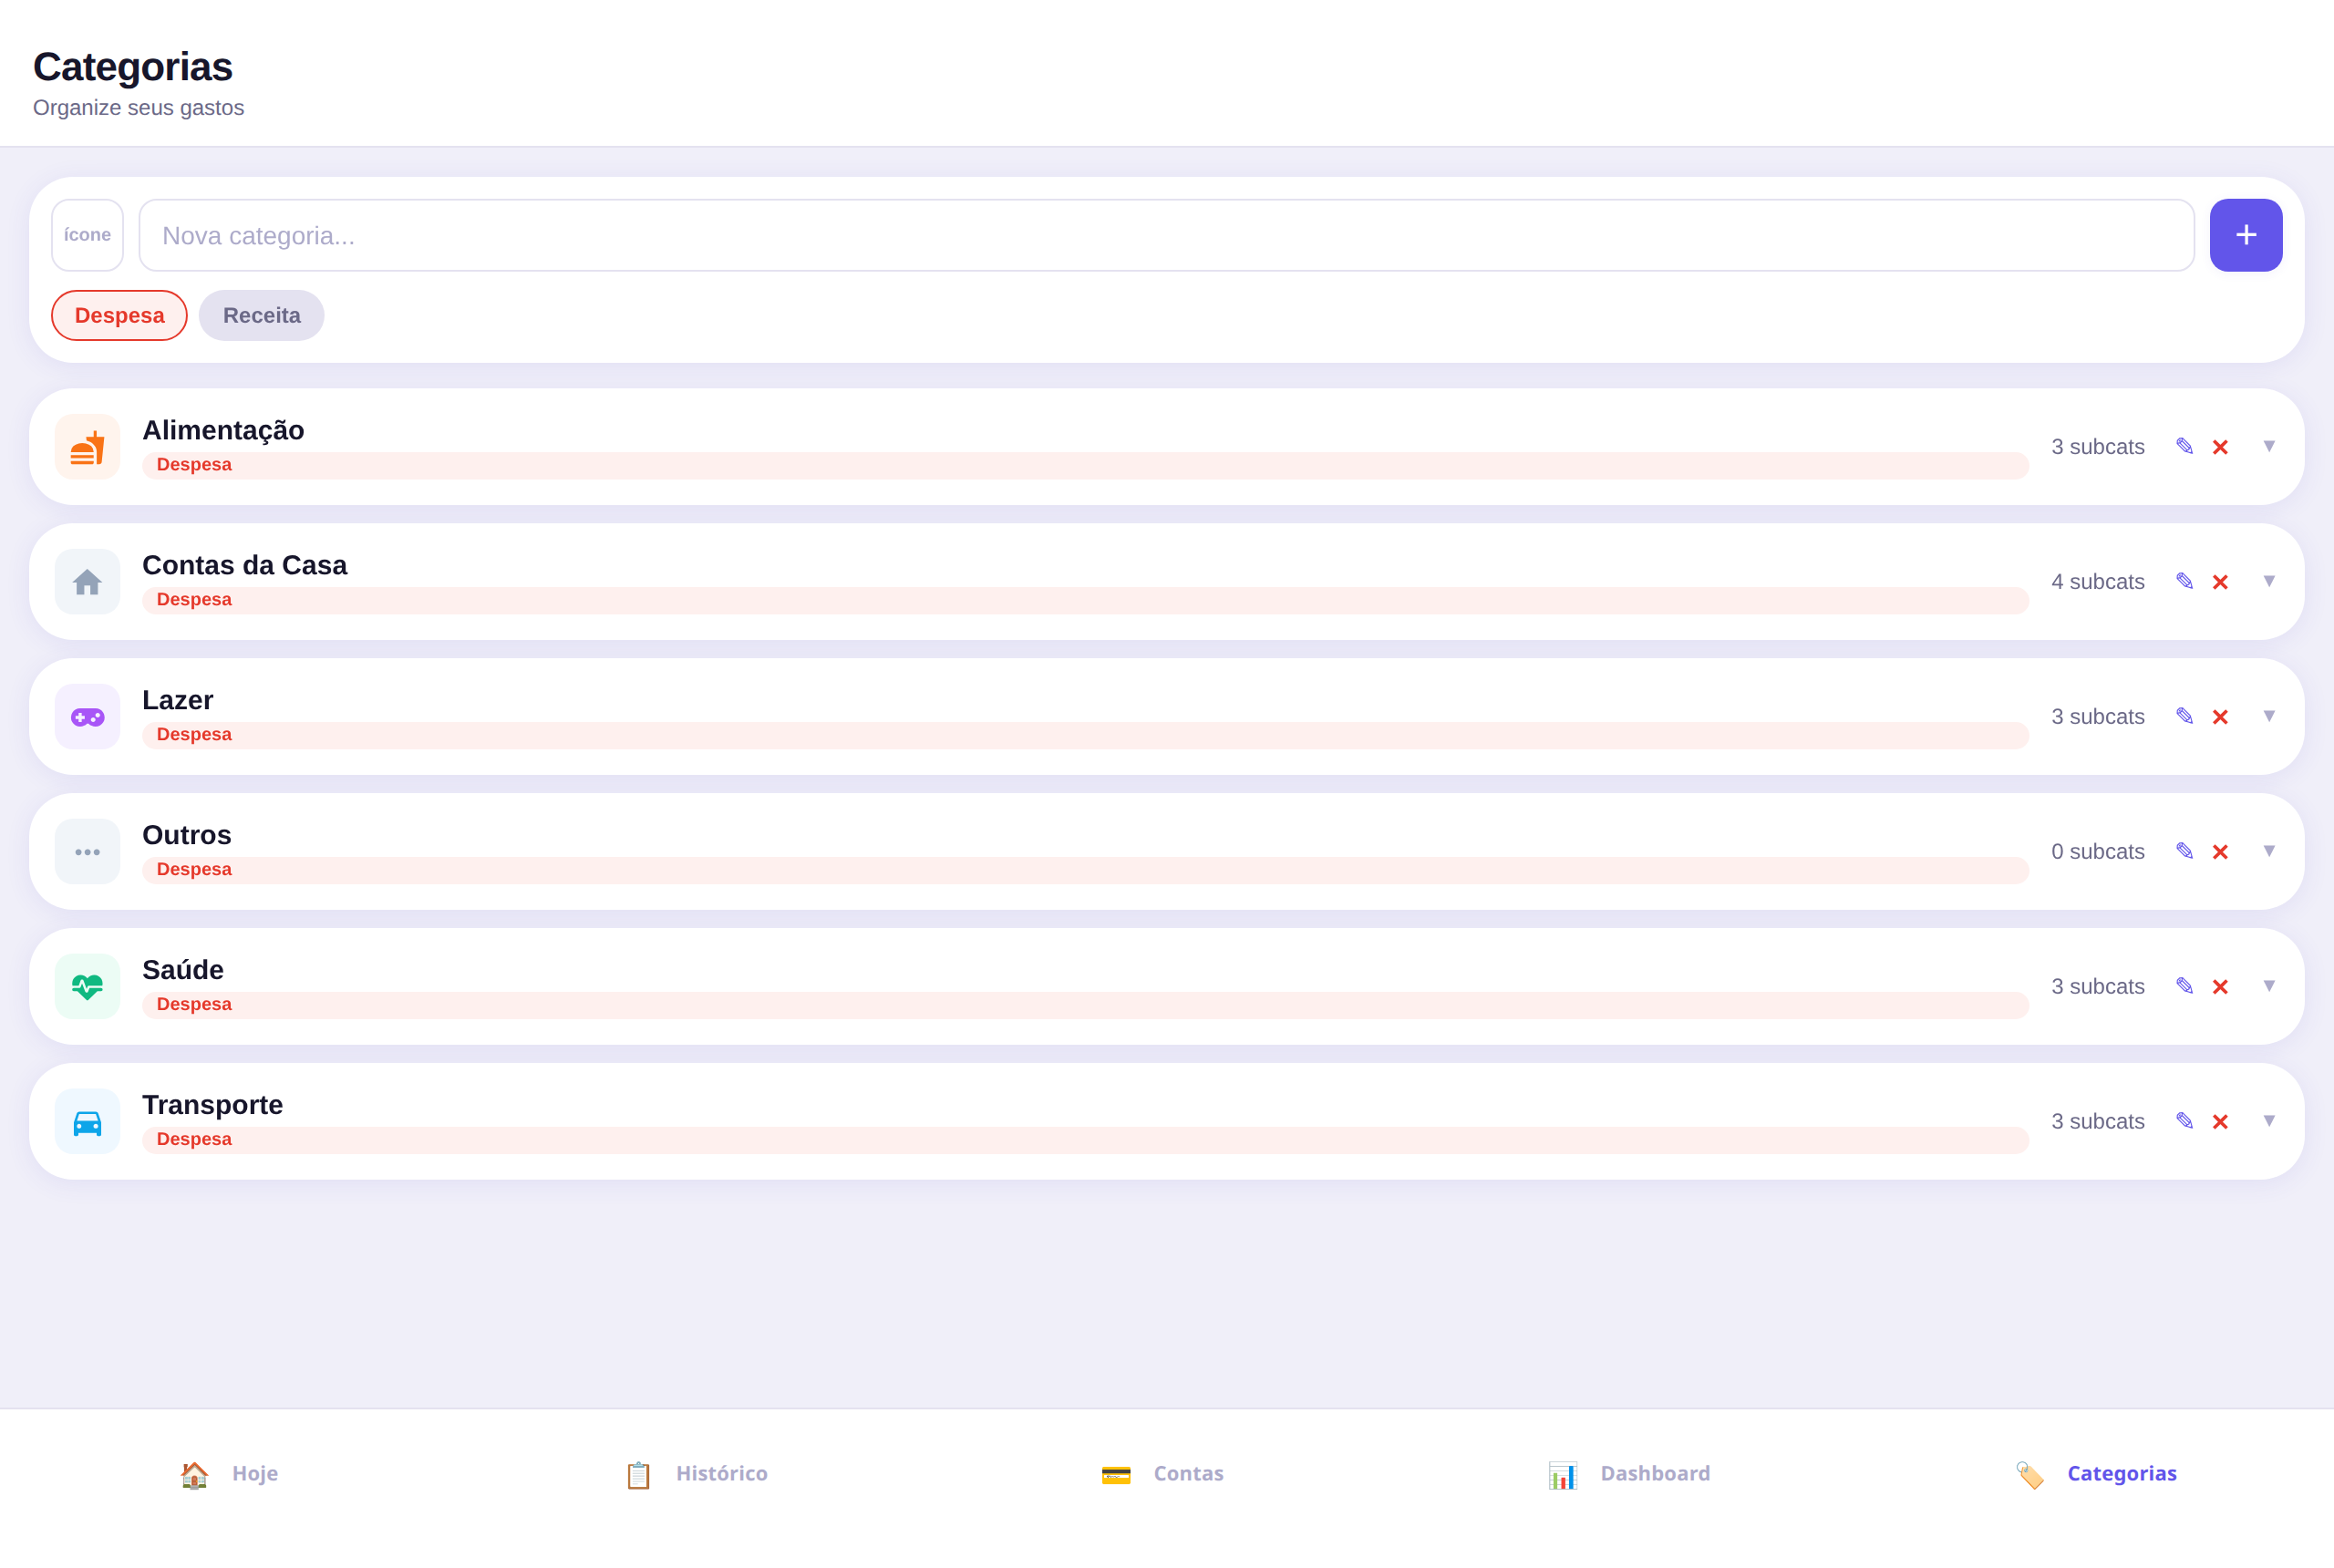 Categorias
Organize seus gastos
ícone
Nova categoria...
+
Despesa
Receita
Alimentação
Despesa
3 subcats
Contas da Casa
Despesa
4 subcats
Lazer
Despesa
3 subcats
Outros
Despesa
0 subcats
Saúde
Despesa
3 subcats
Transporte
Despesa
3 subcats
Hoje
Histórico
Contas
Dashboard
Categorias